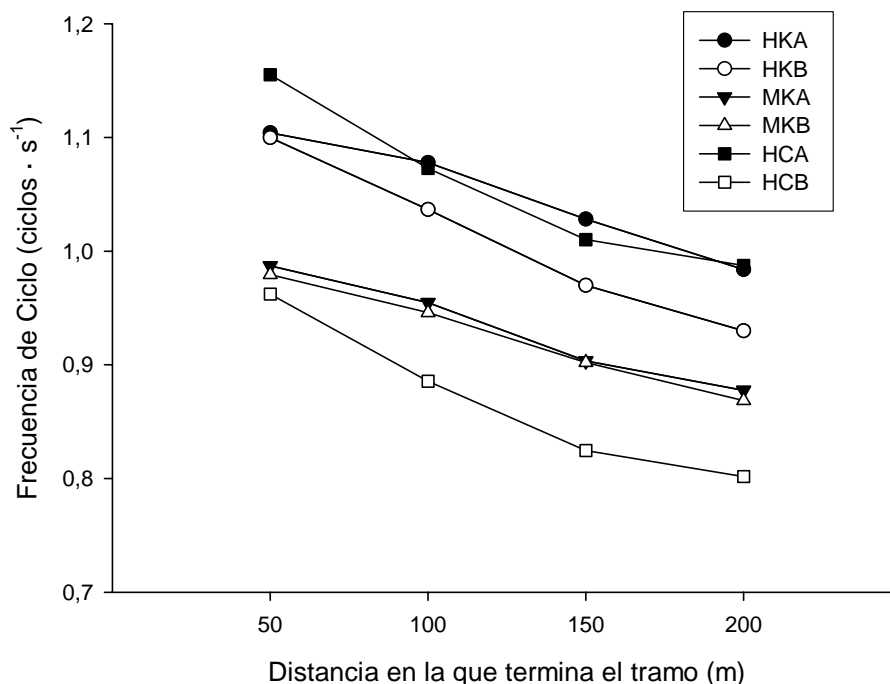 1,2
1,1
1,0
0,9
0,8
0,7
Frecuencia de Ciclo (ciclos · s⁻¹)
HKA
HKB
MKA
MKB
HCA
HCB
50 100 150 200
Distancia en la que termina el tramo (m)